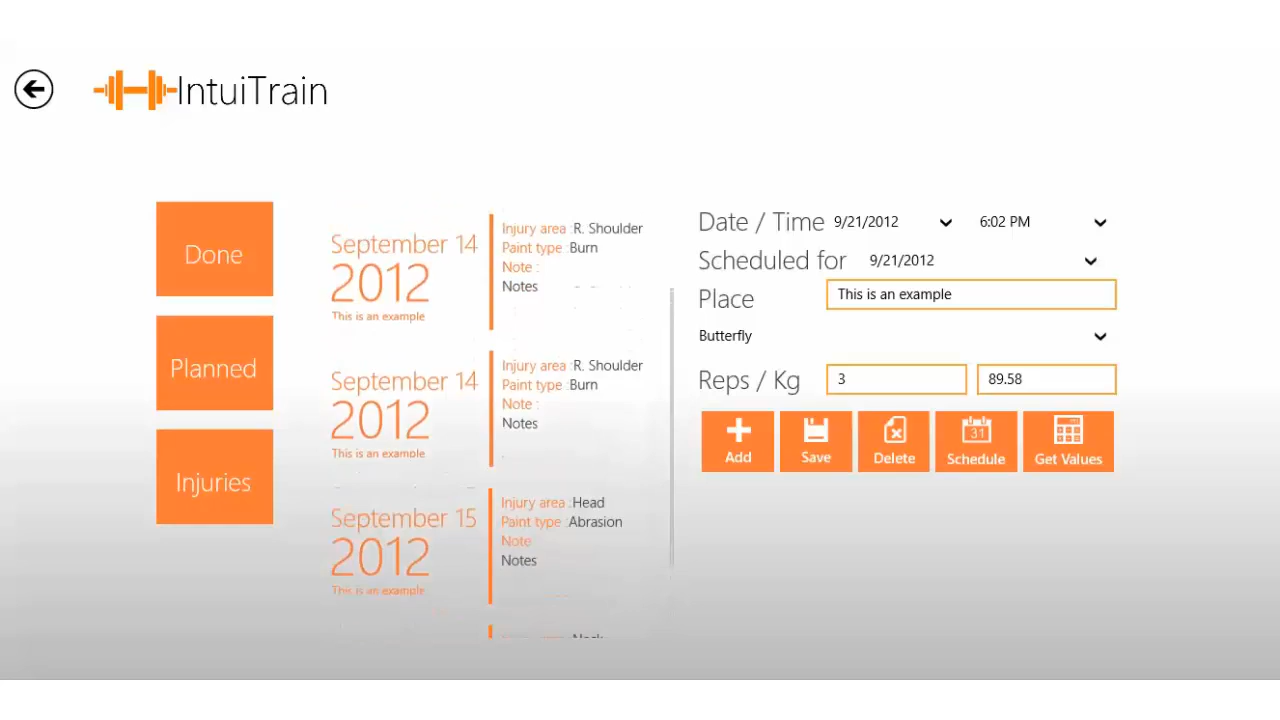 IntuiTrain
Done
Planned
Injuries
September 14
2012
This is an example
Injury area :R. Shoulder
Paint type :Burn
Note :
Notes
September 14
2012
This is an example
Injury area :R. Shoulder
Paint type :Burn
Note :
Notes
September 15
2012
This is an example
Injury area :Head
Paint type :Abrasion
Note
Notes
Date / Time 9/21/2012 6:02 PM
Scheduled for 9/21/2012
Place This is an example
Butterfly
Reps / Kg 3 89.58
Add Save Delete 31 Schedule Get Values